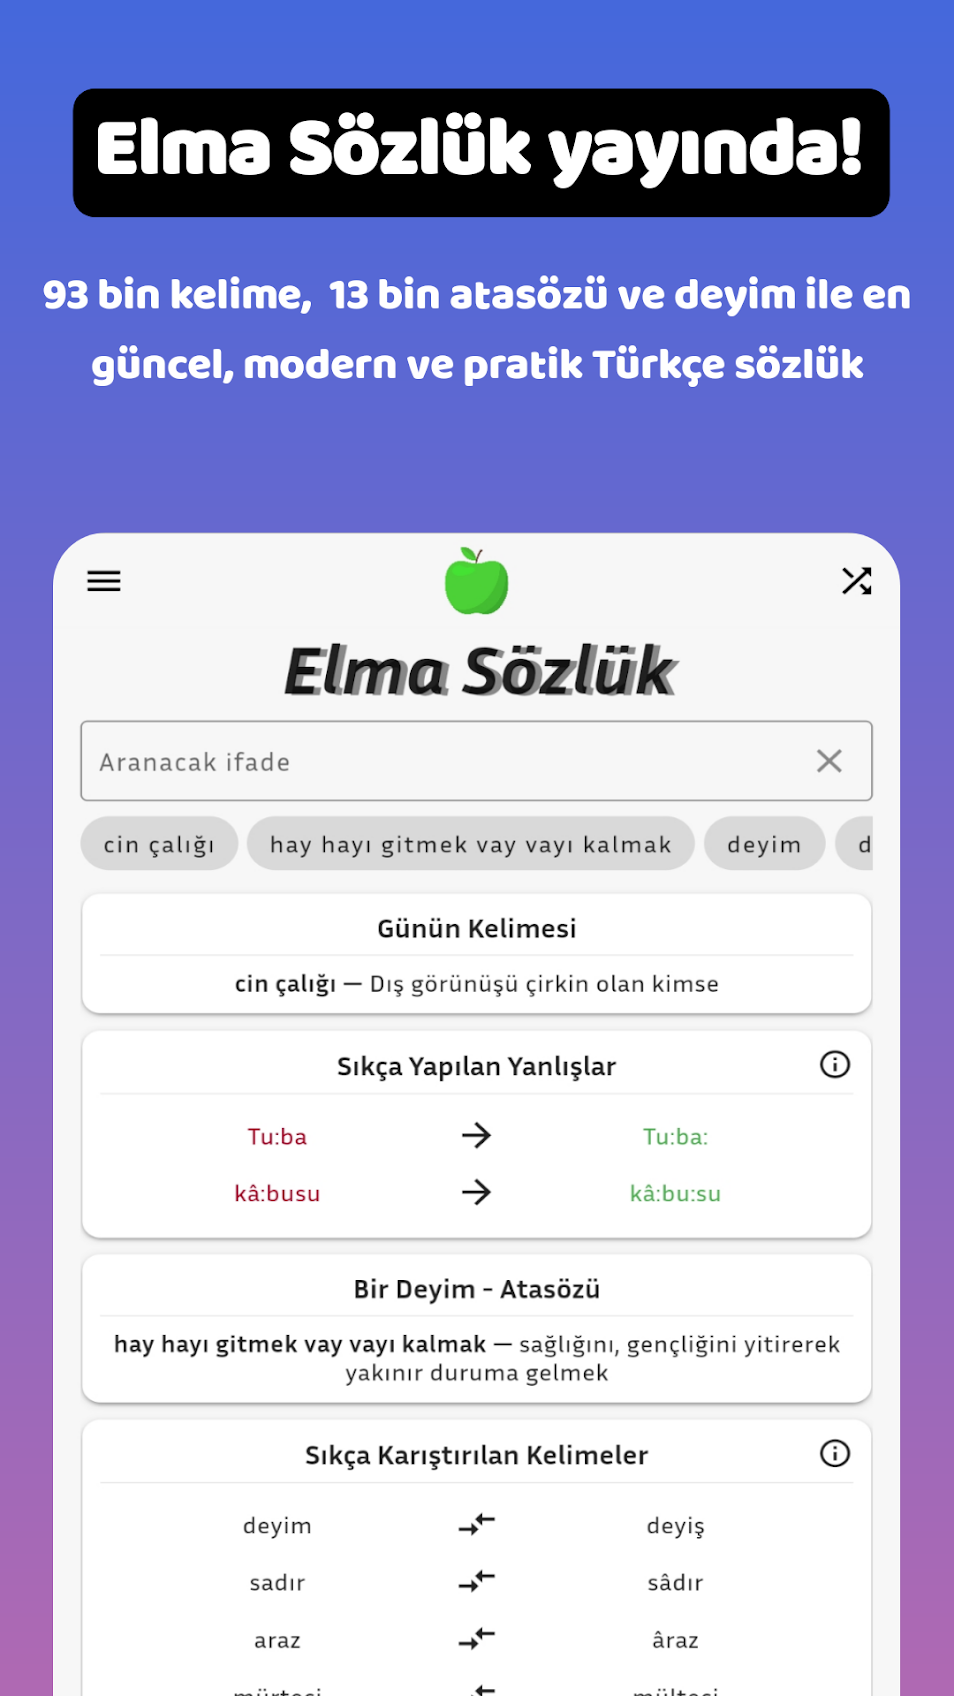 Elma Sözlük yayında!
93 bin kelime, 13 bin atasözü ve deyim ile en
güncel, modern ve pratik Türkçe sözlük
Elma Sözlük
Aranacak ifade
cin çalığı hay hayı gitmek vay vayı kalmak deyim d
Günün Kelimesi
cin çalığı — Dış görünüşü çirkin olan kimse
Sıkça Yapılan Yanlışlar
Tu:ba → Tu:ba:
kâ:busu → kâ:bu:su
Bir Deyim - Atasözü
hay hayı gitmek vay vayı kalmak — sağlığını, gençliğini yitirerek
yakınır duruma gelmek
Sıkça Karıştırılan Kelimeler
deyim deyiş
sadır sâdır
araz âraz